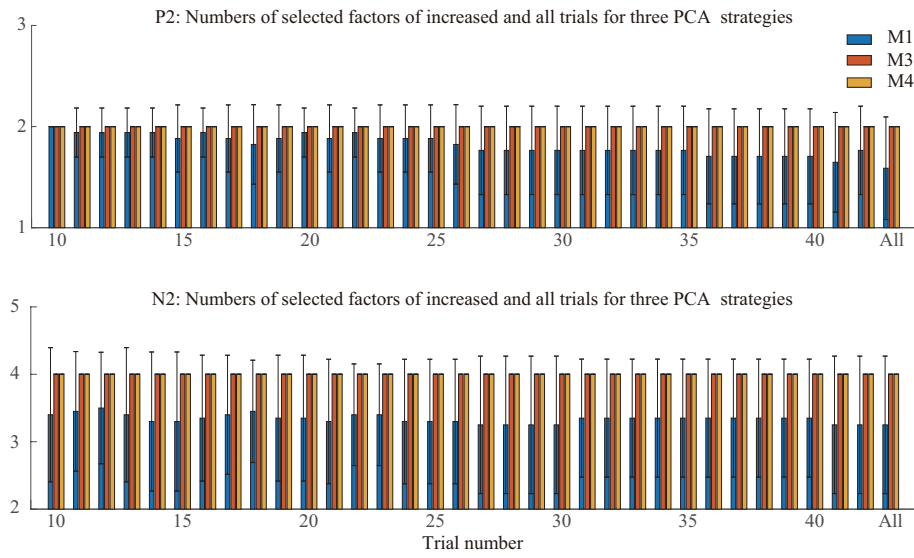 P2: Numbers of selected factors of increased and all trials for three PCA strategies
3
M1
M3
M4
2
1
10 15 20 25 30 35 40 All
N2: Numbers of selected factors of increased and all trials for three PCA strategies
5
4
3
2
10 15 20 25 30 35 40 All
Trial number